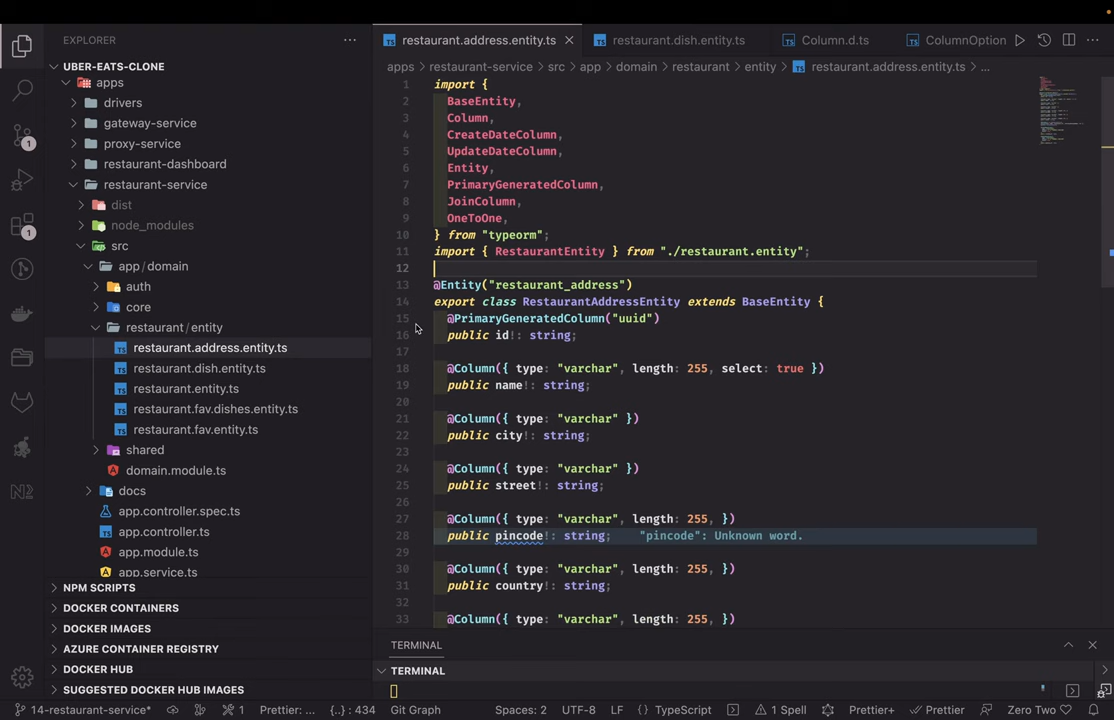 EXPLORER
UBER-EATS-CLONE
apps
drivers
gateway-service
proxy-service
restaurant-dashboard
restaurant-service
dist
node_modules
src
app / domain
auth
core
restaurant / entity
restaurant.address.entity.ts
restaurant.dish.entity.ts
restaurant.entity.ts
restaurant.fav.dishes.entity.ts
restaurant.fav.entity.ts
shared
domain.module.ts
docs
app.controller.spec.ts
app.controller.ts
app.module.ts
app.service.ts
NPM SCRIPTS
DOCKER CONTAINERS
DOCKER IMAGES
AZURE CONTAINER REGISTRY
DOCKER HUB
SUGGESTED DOCKER HUB IMAGES
1
1
restaurant.address.entity.ts
restaurant.dish.entity.ts
Column.d.ts
ColumnOption
apps > restaurant-service > src > app > domain > restaurant > entity > restaurant.address.entity.ts > ...
1 import {
2 BaseEntity,
3 Column,
4 CreateDateColumn,
5 UpdateDateColumn,
6 Entity,
7 PrimaryGeneratedColumn,
8 JoinColumn,
9 OneToOne,
10 } from "typeorm";
11 import { RestaurantEntity } from "./restaurant.entity";
12
13 @Entity("restaurant_address")
14 export class RestaurantAddressEntity extends BaseEntity {
15 @PrimaryGeneratedColumn("uuid")
16 public id!: string;
17
18 @Column({ type: "varchar", length: 255, select: true })
19 public name!: string;
20
21 @Column({ type: "varchar" })
22 public city!: string;
23
24 @Column({ type: "varchar" })
25 public street!: string;
26
27 @Column({ type: "varchar", length: 255, })
28 public pincode!: string; "pincode": Unknown word.
29
30 @Column({ type: "varchar", length: 255, })
31 public country!: string;
32
33 @Column({ type: "varchar", length: 255, })
TERMINAL
TERMINAL
14-restaurant-service* 1 Prettier: ... {..} : 434 Git Graph Spaces: 2 UTF-8 LF { } TypeScript 1 Spell Prettier+ Zero Two Prettier